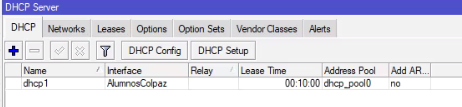 DHCP Server
DHCP Networks Leases Options Option Sets Vendor Classes Alerts
DHCP Config DHCP Setup
Name / Interface Relay / Lease Time Address Pool Add AR...
dhcp1 AlumnosColpaz 00:10:00 dhcp_pool0 no